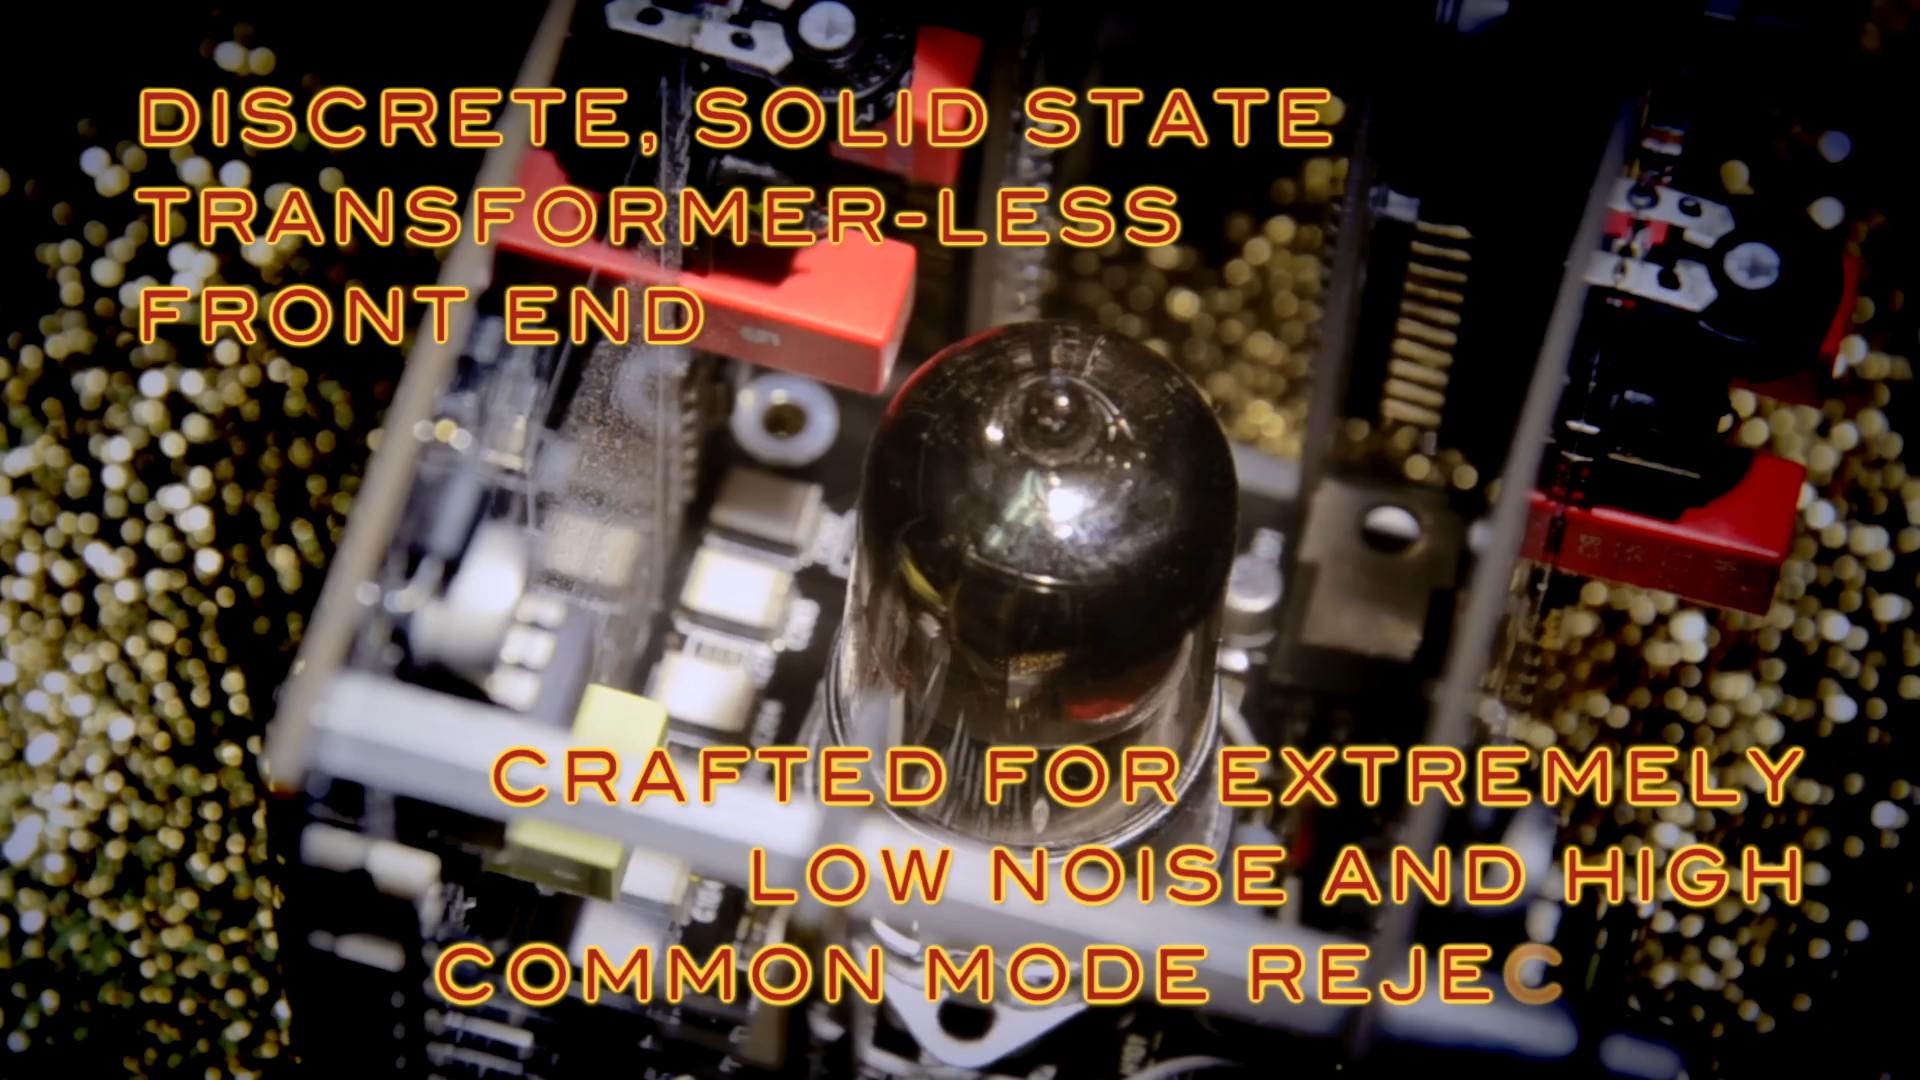 DISCRETE, SOLID STATE
TRANSFORMER-LESS
FRONT END
CRAFTED FOR EXTREMELY
LOW NOISE AND HIGH
COMMON MODE REJEC